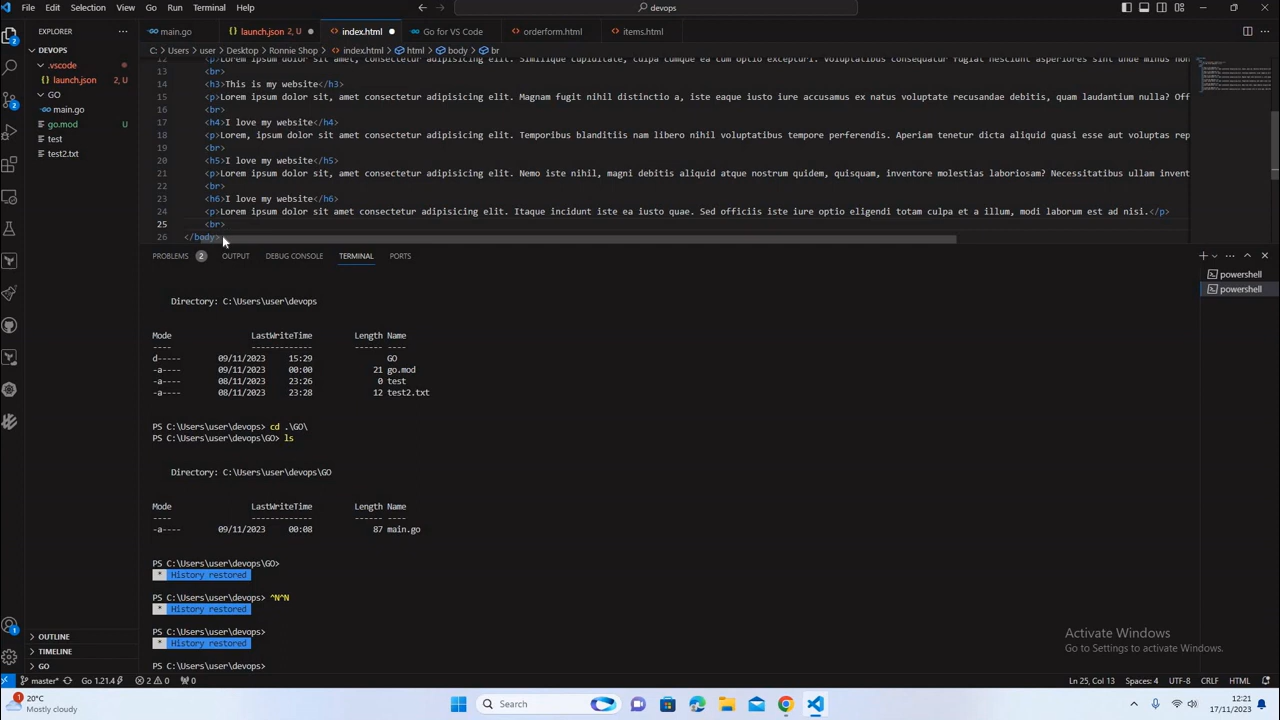 File Edit Selection View Go Run Terminal Help
devops
EXPLORER
main.go
launch.json 2, U
index.html
Go for VS Code
orderform.html
items.html
DEVOPS
C: > Users > user > Desktop > Ronnie Shop > index.html > html > body > br
.vscode
launch.json 2, U
GO
main.go
go.mod U
test
test2.txt
13 <br>
14 <h3>This is my website</h3>
15 <p>Lorem ipsum dolor sit, amet consectetur adipisicing elit. Magnam fugit nihil distinctio a, iste eaque iusto iure recusandae debitis, quam laudantium nulla? Off
16 <br>
17 <h4>I love my website</h4>
18 <p>Lorem, ipsum dolor sit amet consectetur adipisicing elit. Temporibus blanditiis nam libero nihil voluptatibus tempore perferendis. Aperiam tenetur dicta aliquid quasi esse aut voluptas rep
19 <br>
20 <h5>I love my website</h5>
21 <p>Lorem ipsum dolor sit, amet consectetur adipisicing elit. Nemo iste nihil, magni debitis aliquid atque nostrum quidem, quisquam, inventore molestias laboriosam? Necessitatibus ullam invent
22 <br>
23 <h6>I love my website</h6>
24 <p>Lorem ipsum dolor sit amet consectetur adipisicing elit. Itaque incidunt iste ea iusto quae. Sed officiis iste iure optio eligendi totam culpa et a illum, modi laborum est ad nisi.</p>
25 <br>
26 </body>
PROBLEMS 2 OUTPUT DEBUG CONSOLE TERMINAL PORTS
powershell
powershell
Directory: C:\Users\user\devops
Mode LastWriteTime Length Name
---- ------------- ------ ----
d----- 09/11/2023 15:29 GO
-a---- 09/11/2023 00:00 21 go.mod
-a---- 08/11/2023 23:26 0 test
-a---- 08/11/2023 23:28 12 test2.txt
PS C:\Users\user\devops> cd .\GO\
PS C:\Users\user\devops\GO> ls
Directory: C:\Users\user\devops\GO
Mode LastWriteTime Length Name
---- ------------- ------ ----
-a---- 09/11/2023 00:08 87 main.go
PS C:\Users\user\devops\GO>
* History restored
PS C:\Users\user\devops> ^N^N
* History restored
PS C:\Users\user\devops>
* History restored
PS C:\Users\user\devops>
OUTLINE
TIMELINE
GO
Activate Windows
Go to Settings to activate Windows.
master* Go 1.21.4 2 0 0
Ln 25, Col 13 Spaces: 4 UTF-8 CRLF HTML
20°C
Mostly cloudy
Search
12:21
17/11/2023